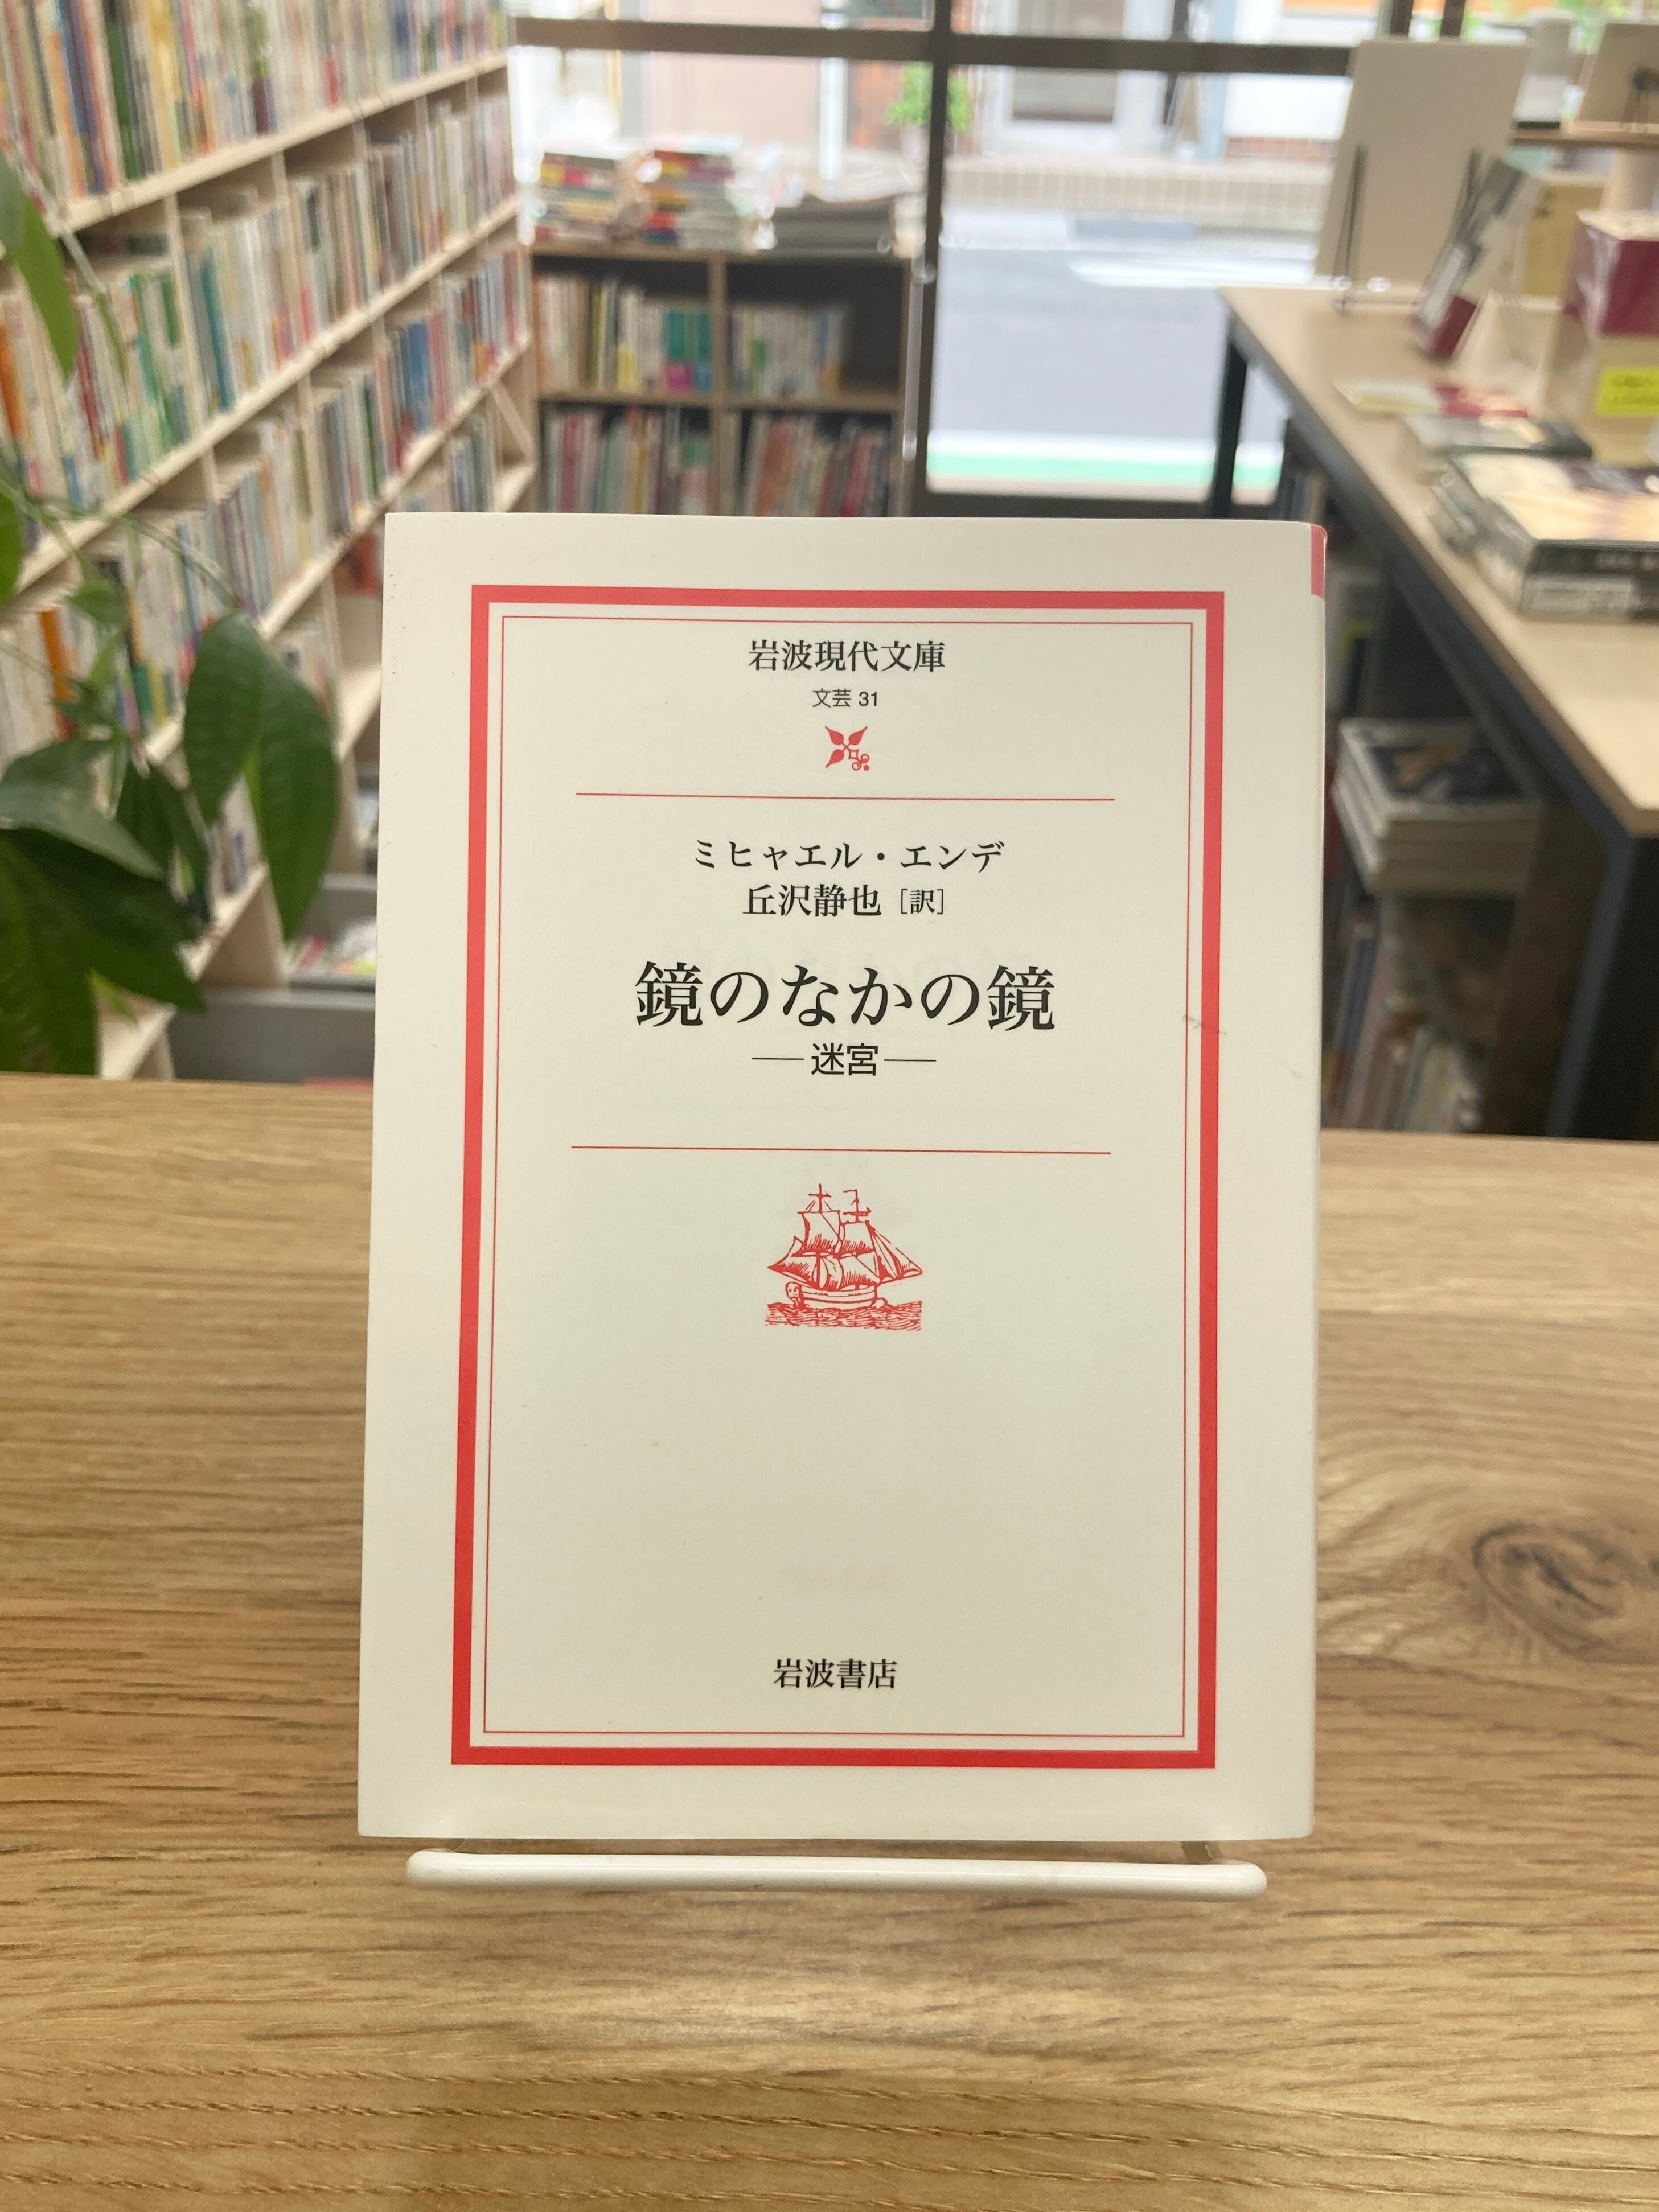 岩波現代文庫
文芸 31
ミヒャエル・エンデ
丘沢静也［訳］
鏡のなかの鏡
——迷宮——
岩波書店